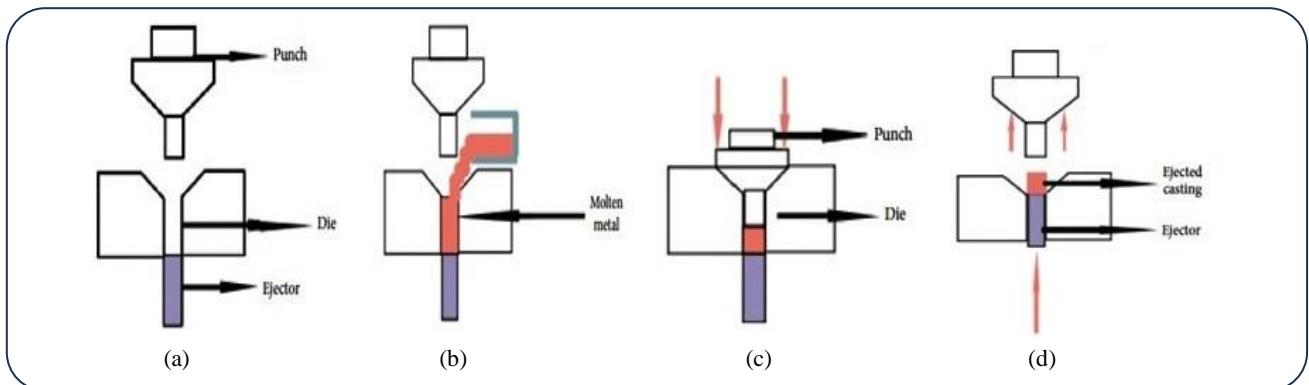 Punch
Die
Ejector
(a)
Molten
metal
(b)
Punch
Die
(c)
Ejected
casting
Ejector
(d)